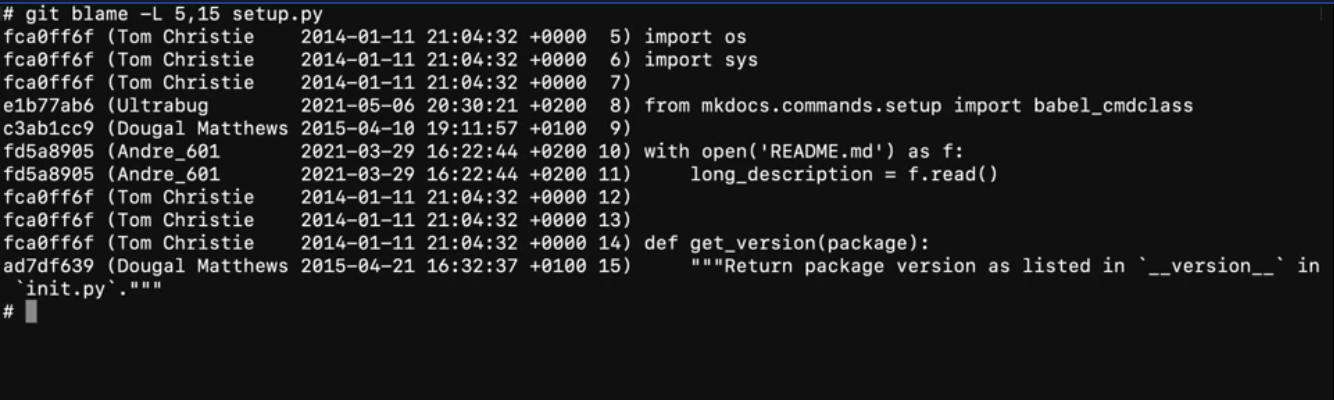 # git blame -L 5,15 setup.py
fca0ff6f (Tom Christie    2014-01-11 21:04:32 +0000  5) import os
fca0ff6f (Tom Christie    2014-01-11 21:04:32 +0000  6) import sys
fca0ff6f (Tom Christie    2014-01-11 21:04:32 +0000  7)
e1b77ab6 (Ultrabug        2021-05-06 20:30:21 +0200  8) from mkdocs.commands.setup import babel_cmdclass
c3ab1cc9 (Dougal Matthews 2015-04-10 19:11:57 +0100  9)
fd5a8905 (Andre_601       2021-03-29 16:22:44 +0200 10) with open('README.md') as f:
fd5a8905 (Andre_601       2021-03-29 16:22:44 +0200 11)     long_description = f.read()
fca0ff6f (Tom Christie    2014-01-11 21:04:32 +0000 12)
fca0ff6f (Tom Christie    2014-01-11 21:04:32 +0000 13)
fca0ff6f (Tom Christie    2014-01-11 21:04:32 +0000 14) def get_version(package):
ad7df639 (Dougal Matthews 2015-04-21 16:32:37 +0100 15)     """Return package version as listed in `__version__` in
 `init.py`."""
#